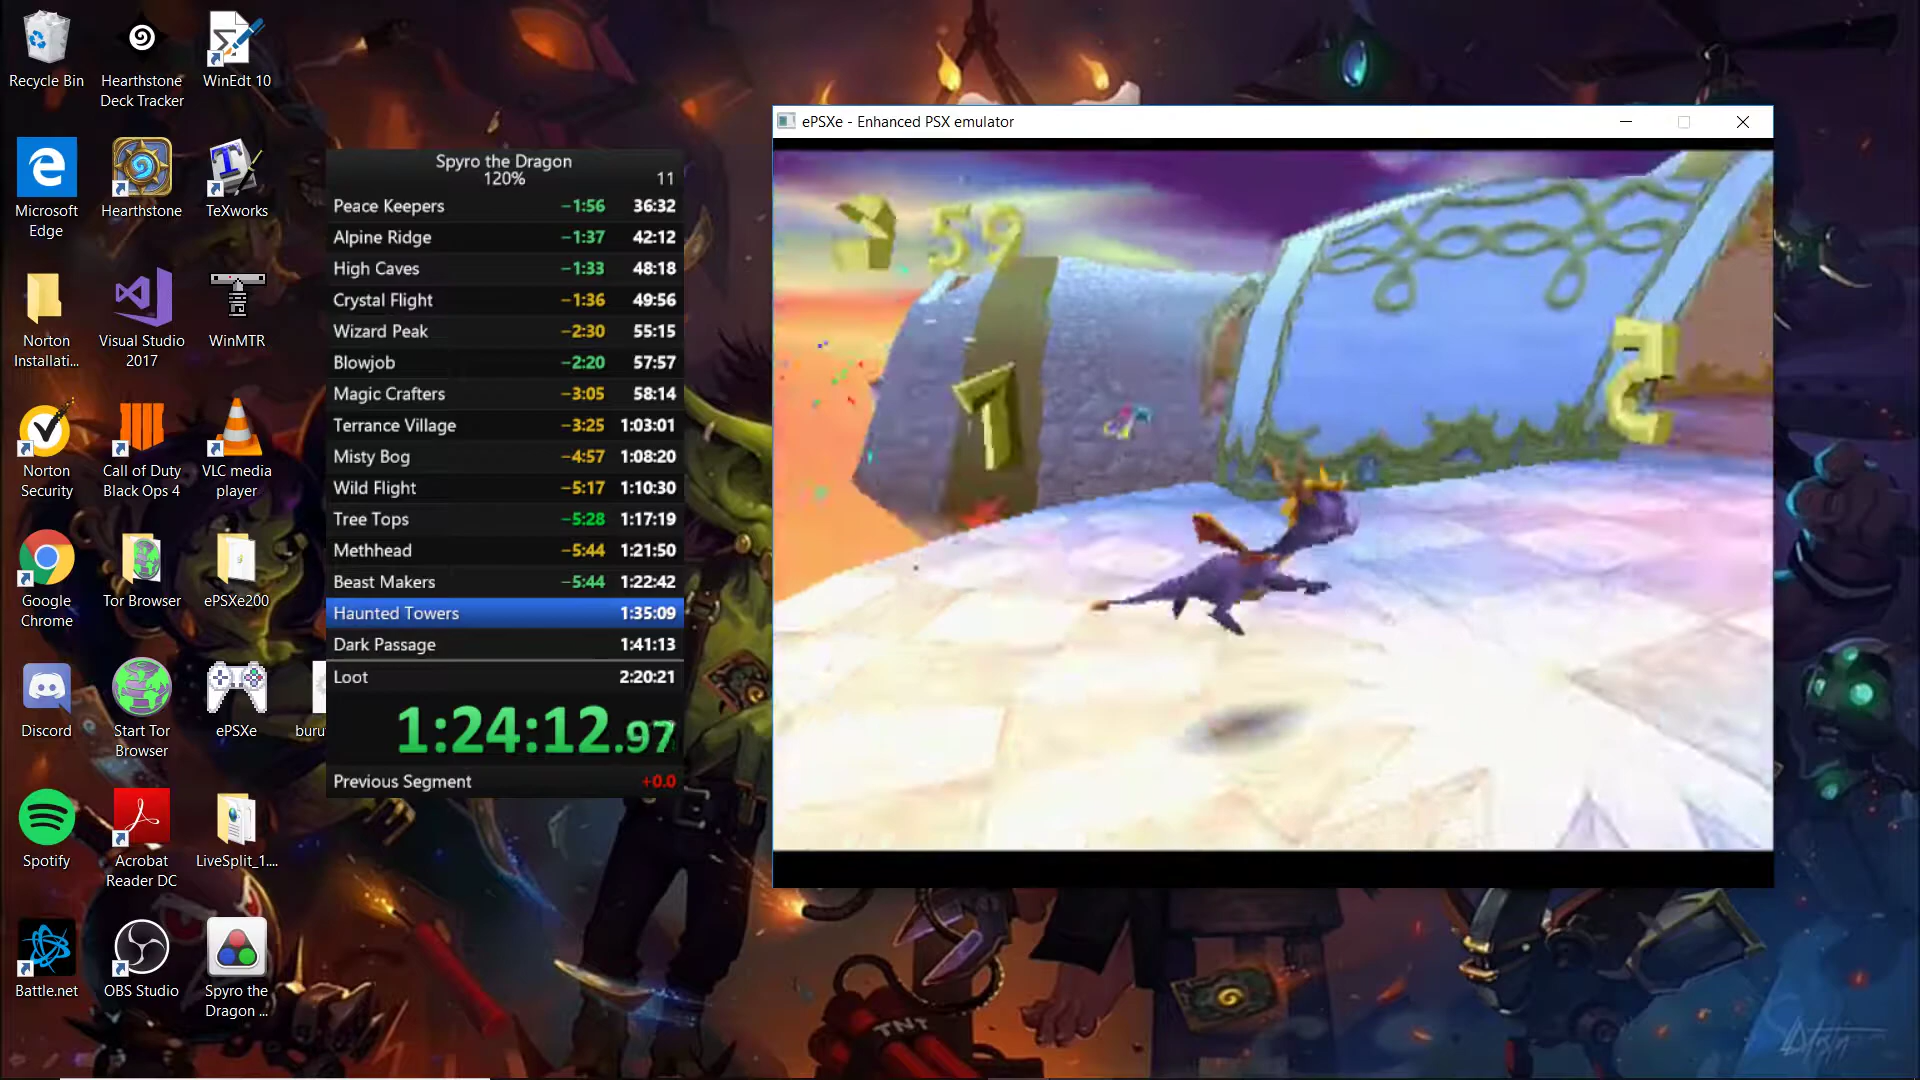 Recycle Bin
Hearthstone
Deck Tracker
WinEdt 10
Microsoft
Edge
Hearthstone
TeXworks
Norton
Installati...
Visual Studio
2017
WinMTR
Norton
Security
Call of Duty
Black Ops 4
VLC media
player
Google
Chrome
Tor Browser
ePSXe200
Discord
Start Tor
Browser
ePSXe
Spotify
Acrobat
Reader DC
LiveSplit_1....
Battle.net
OBS Studio
Spyro the
Dragon ...
Spyro the Dragon
120% 11
Peace Keepers −1:56 36:32
Alpine Ridge −1:37 42:12
High Caves −1:33 48:18
Crystal Flight −1:36 49:56
Wizard Peak −2:30 55:15
Blowjob −2:20 57:57
Magic Crafters −3:05 58:14
Terrance Village −3:25 1:03:01
Misty Bog −4:57 1:08:20
Wild Flight −5:17 1:10:30
Tree Tops −5:28 1:17:19
Methhead −5:44 1:21:50
Beast Makers −5:44 1:22:42
Haunted Towers 1:35:09
Dark Passage 1:41:13
Loot 2:20:21
1:24:12.97
Previous Segment +0.0
ePSXe - Enhanced PSX emulator
59
1
5
TNT